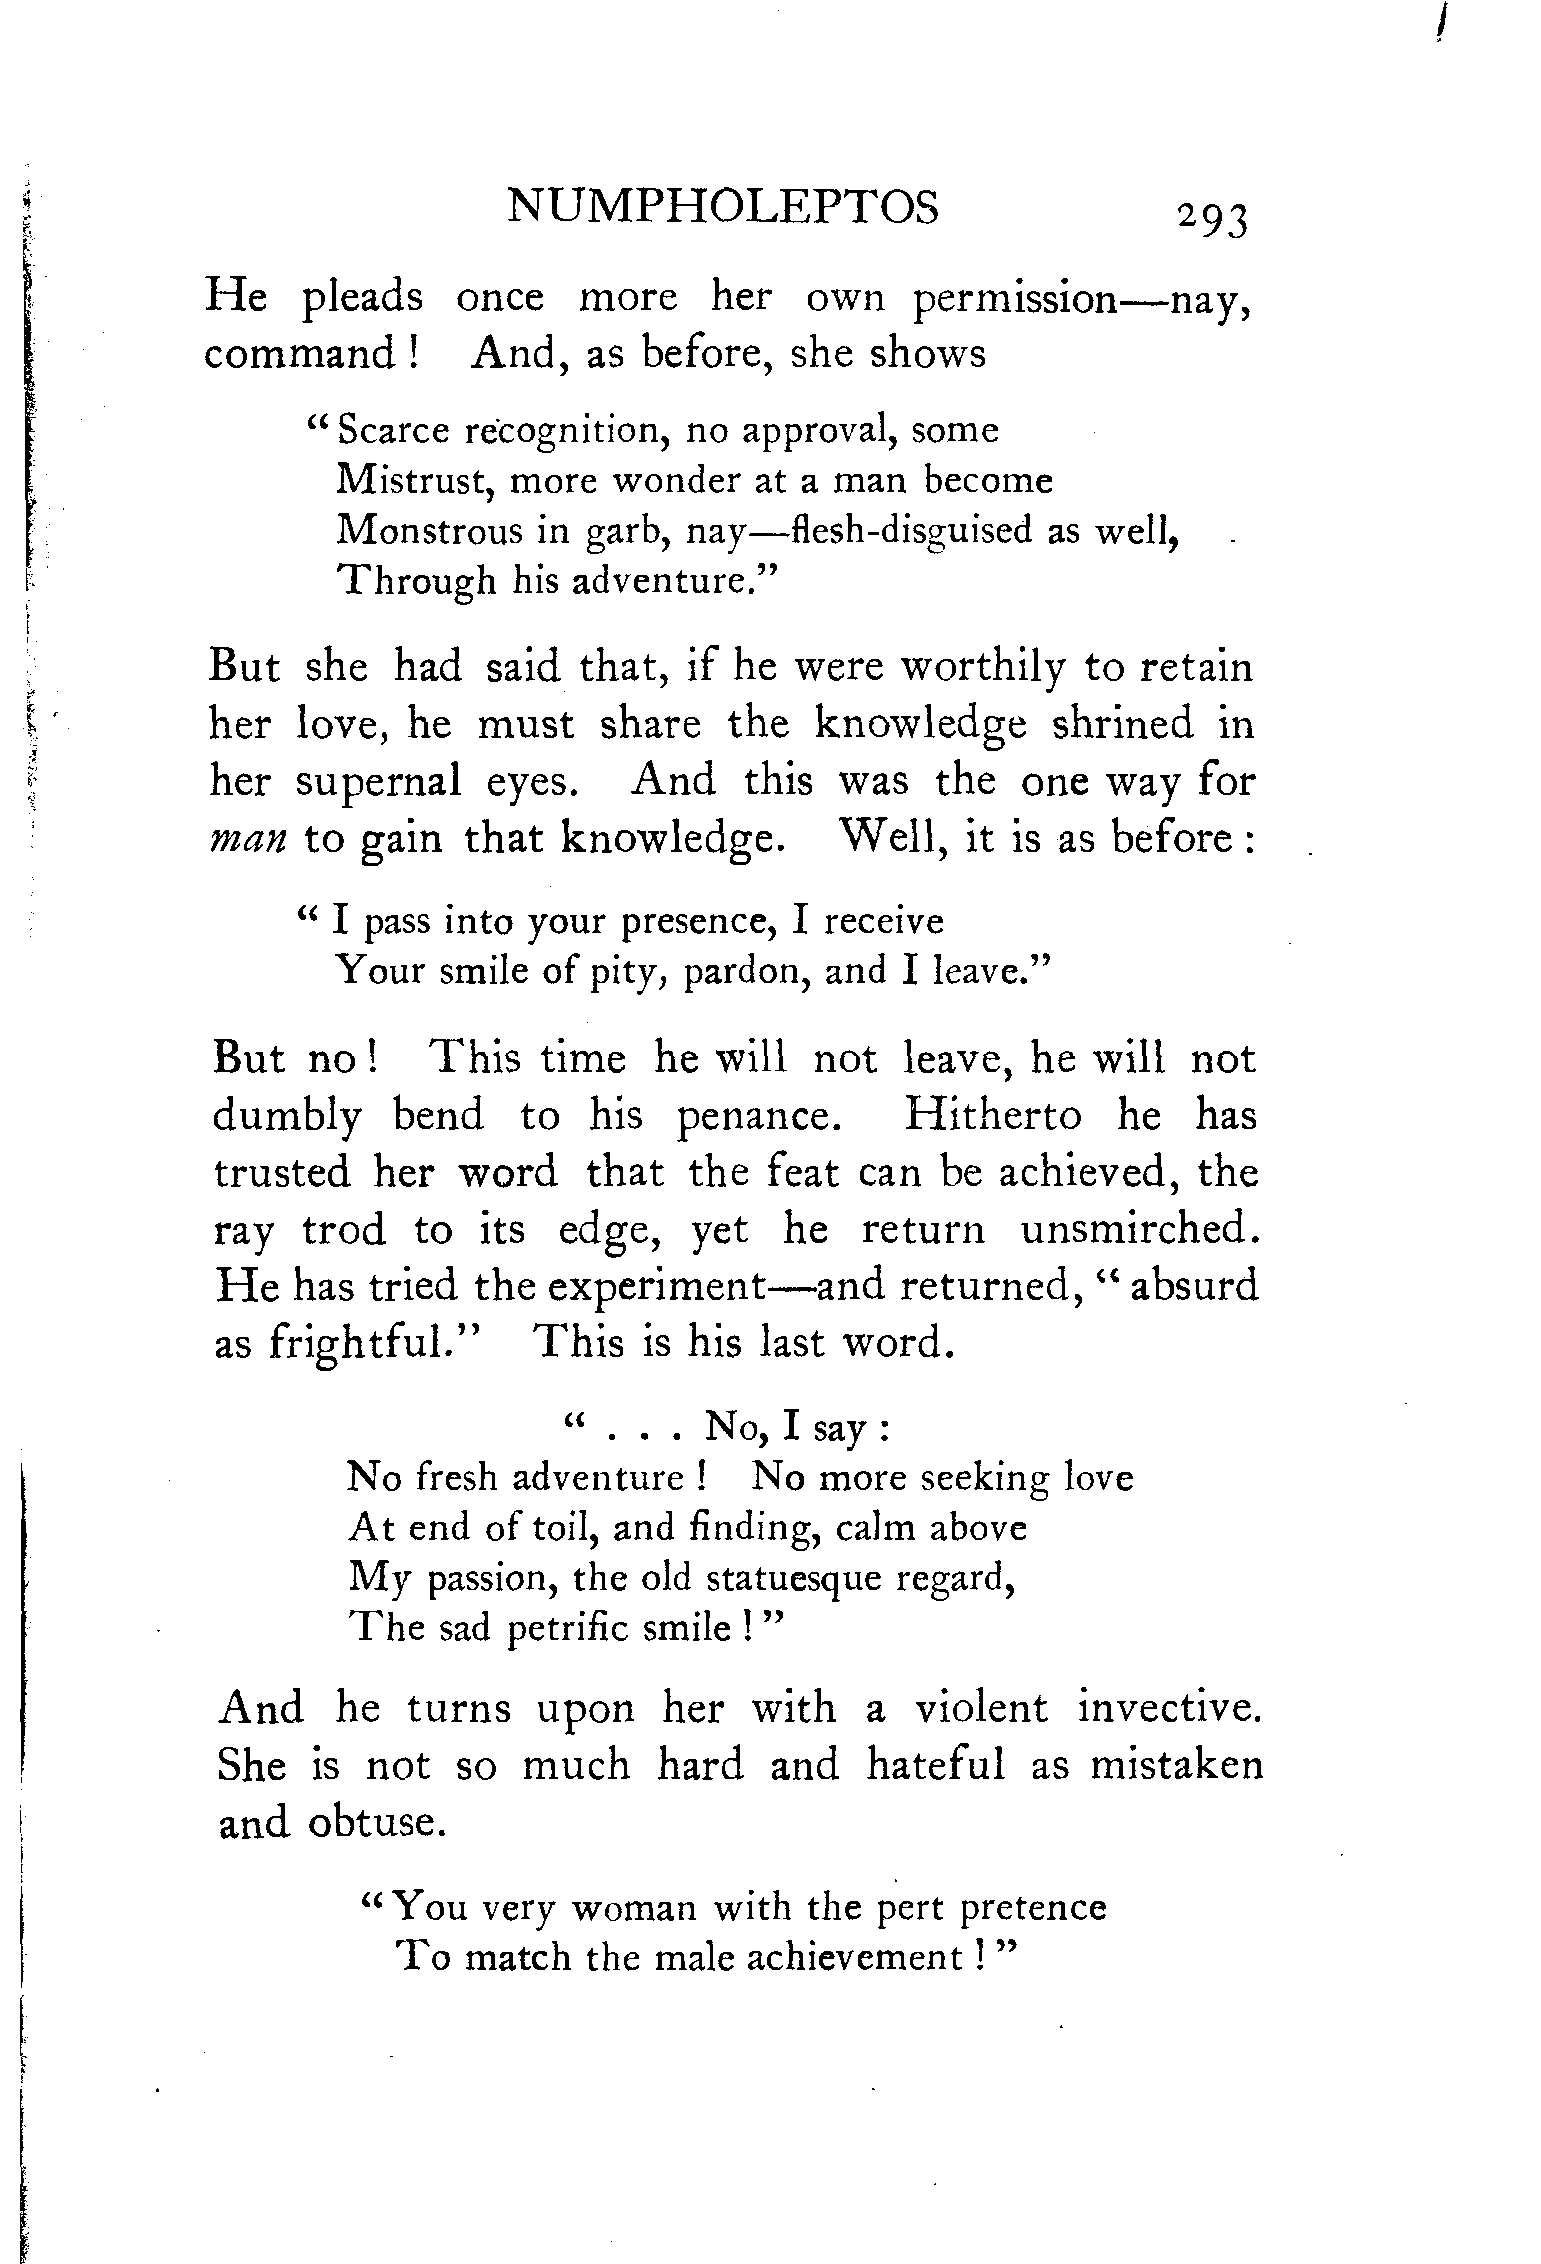 NUMPHOLEPTOS 293
He pleads once more her own permission—nay,
command! And, as before, she shows
“Scarce recognition, no approval, some
Mistrust, more wonder at a man become
Monstrous in garb, nay—flesh-disguised as well,
Through his adventure.”
But she had said that, if he were worthily to retain
her love, he must share the knowledge shrined in
her supernal eyes. And this was the one way for
man to gain that knowledge. Well, it is as before:
“I pass into your presence, I receive
Your smile of pity, pardon, and I leave.”
But no! This time he will not leave, he will not
dumbly bend to his penance. Hitherto he has
trusted her word that the feat can be achieved, the
ray trod to its edge, yet he return unsmirched.
He has tried the experiment—and returned, “absurd
as frightful.” This is his last word.
“. . . No, I say:
No fresh adventure! No more seeking love
At end of toil, and finding, calm above
My passion, the old statuesque regard,
The sad petrific smile!”
And he turns upon her with a violent invective.
She is not so much hard and hateful as mistaken
and obtuse.
“You very woman with the pert pretence
To match the male achievement!”